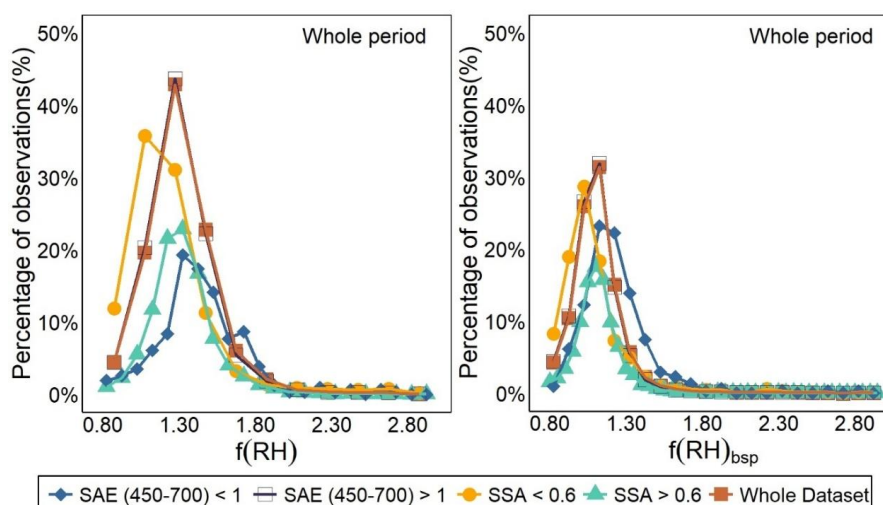 Percentage of observations(%)
50%
40%
30%
20%
10%
0%
Whole period
0.80 1.30 1.80 2.30 2.80
f(RH)
Percentage of observations(%)
50%
40%
30%
20%
10%
0%
Whole period
0.80 1.30 1.80 2.30 2.80
f(RH)bsp
SAE (450-700) < 1 SAE (450-700) > 1 SSA < 0.6 SSA > 0.6 Whole Dataset